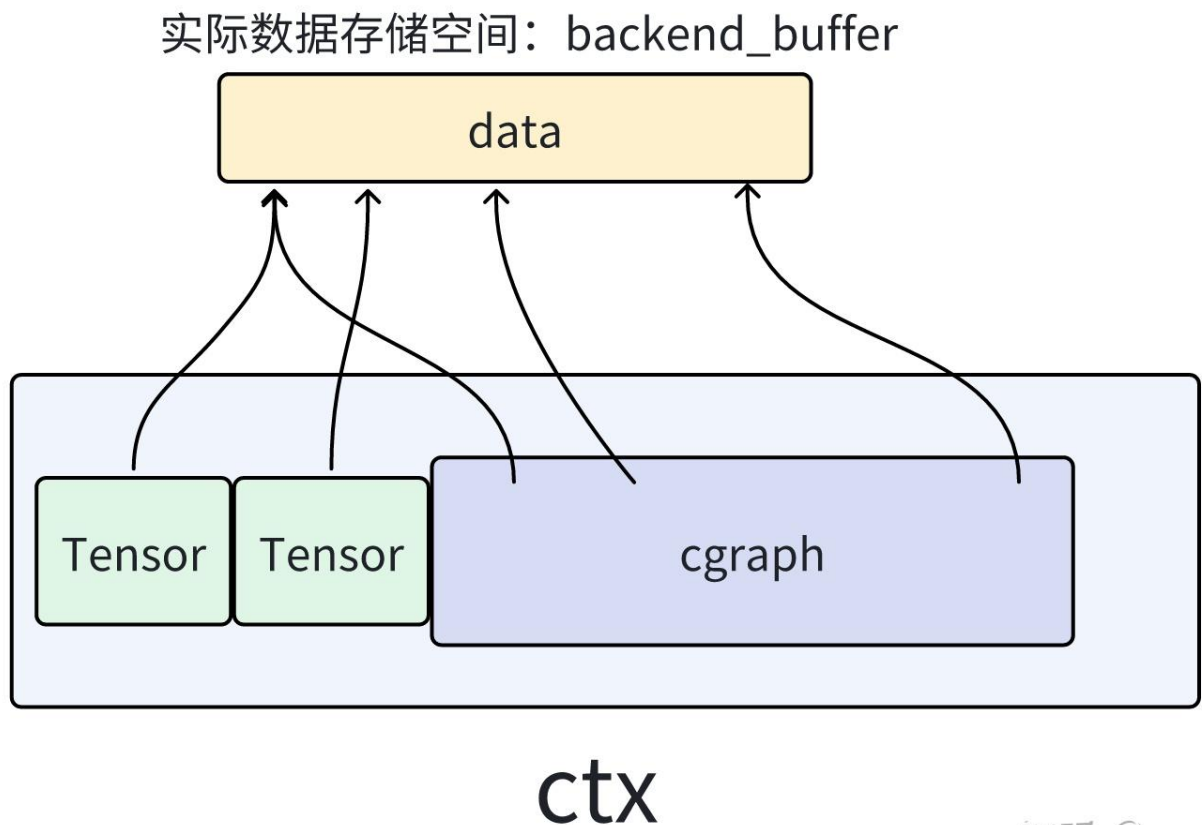 实际数据存储空间：backend_buffer
data
Tensor
Tensor
cgraph
ctx